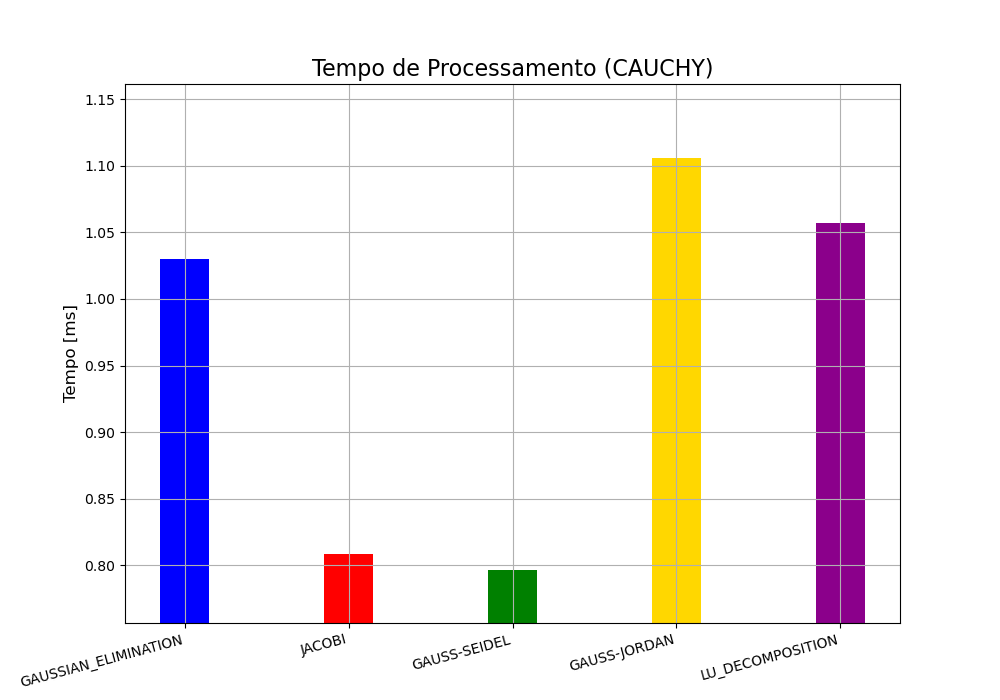 Tempo de Processamento (CAUCHY)
Tempo [ms]
1.15
1.10
1.05
1.00
0.95
0.90
0.85
0.80
GAUSSIAN_ELIMINATION
JACOBI
GAUSS-SEIDEL
GAUSS-JORDAN
LU_DECOMPOSITION